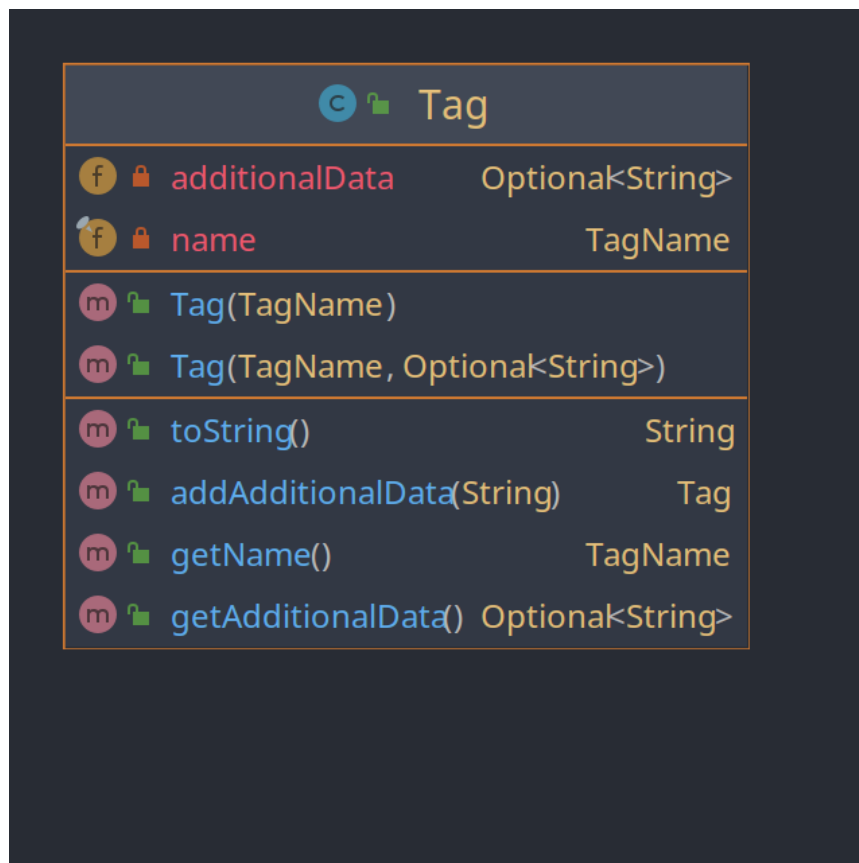 C Tag
f additionalData Optional<String>
f name TagName
m Tag(TagName)
m Tag(TagName, Optional<String>)
m toString() String
m addAdditionalData(String) Tag
m getName() TagName
m getAdditionalData() Optional<String>